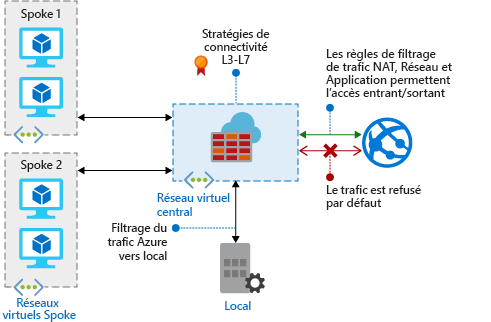 Spoke 1
Stratégies de
connectivité
L3-L7
Les règles de filtrage
de trafic NAT, Réseau et
Application permettent
l'accès entrant/sortant
Spoke 2
Réseau virtuel
central
Le trafic est refusé
par défaut
Filtrage du
trafic Azure
vers local
Réseaux
virtuels Spoke
Local